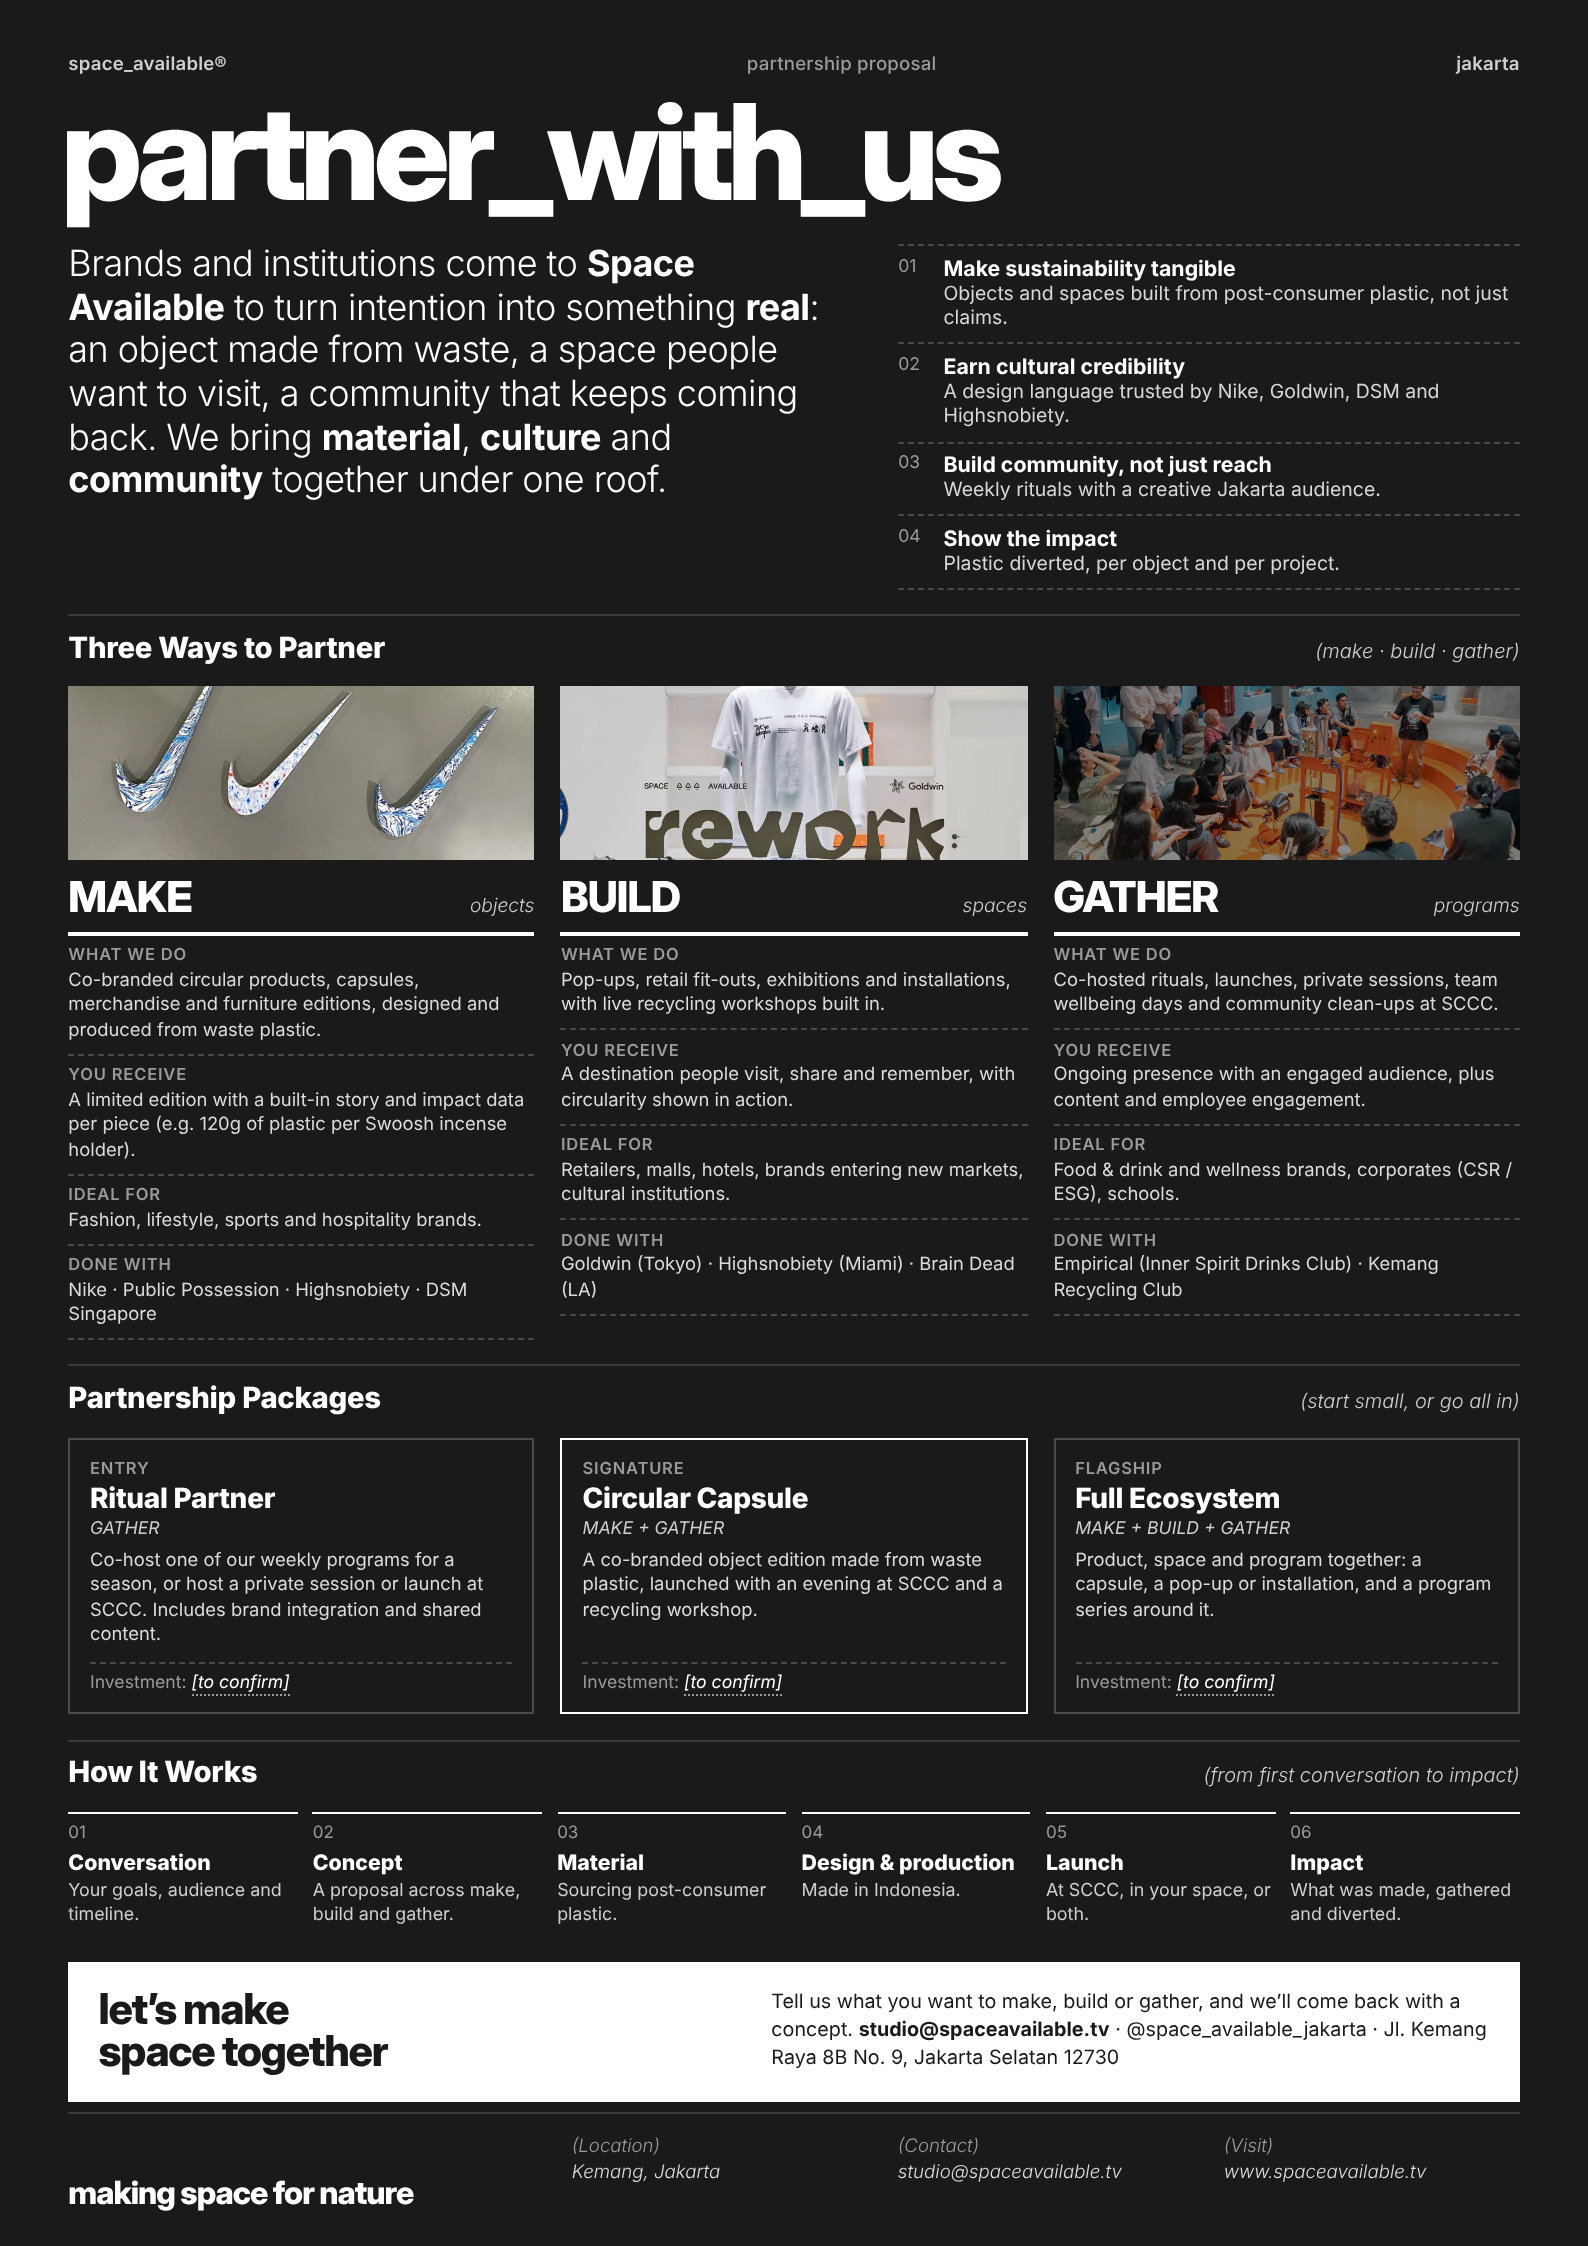 space_available®
partnership proposal
jakarta
partner_with_us
Brands and institutions come to Space
Available to turn intention into something real:
an object made from waste, a space people
want to visit, a community that keeps coming
back. We bring material, culture and
community together under one roof.
01
Make sustainability tangible
Objects and spaces built from post-consumer plastic, not just
claims.
02
Earn cultural credibility
A design language trusted by Nike, Goldwin, DSM and
Highsnobiety.
03
Build community, not just reach
Weekly rituals with a creative Jakarta audience.
04
Show the impact
Plastic diverted, per object and per project.
Three Ways to Partner
(make · build · gather)
SPACE AVAILABLE
Goldwin
rework
MAKE
objects
WHAT WE DO
Co-branded circular products, capsules,
merchandise and furniture editions, designed and
produced from waste plastic.
YOU RECEIVE
A limited edition with a built-in story and impact data
per piece (e.g. 120g of plastic per Swoosh incense
holder).
IDEAL FOR
Fashion, lifestyle, sports and hospitality brands.
DONE WITH
Nike · Public Possession · Highsnobiety · DSM
Singapore
BUILD
spaces
WHAT WE DO
Pop-ups, retail fit-outs, exhibitions and installations,
with live recycling workshops built in.
YOU RECEIVE
A destination people visit, share and remember, with
circularity shown in action.
IDEAL FOR
Retailers, malls, hotels, brands entering new markets,
cultural institutions.
DONE WITH
Goldwin (Tokyo) · Highsnobiety (Miami) · Brain Dead
(LA)
GATHER
programs
WHAT WE DO
Co-hosted rituals, launches, private sessions, team
wellbeing days and community clean-ups at SCCC.
YOU RECEIVE
Ongoing presence with an engaged audience, plus
content and employee engagement.
IDEAL FOR
Food & drink and wellness brands, corporates (CSR /
ESG), schools.
DONE WITH
Empirical (Inner Spirit Drinks Club) · Kemang
Recycling Club
Partnership Packages
(start small, or go all in)
ENTRY
Ritual Partner
GATHER
Co-host one of our weekly programs for a
season, or host a private session or launch at
SCCC. Includes brand integration and shared
content.
Investment: [to confirm]
SIGNATURE
Circular Capsule
MAKE + GATHER
A co-branded object edition made from waste
plastic, launched with an evening at SCCC and a
recycling workshop.
Investment: [to confirm]
FLAGSHIP
Full Ecosystem
MAKE + BUILD + GATHER
Product, space and program together: a
capsule, a pop-up or installation, and a program
series around it.
Investment: [to confirm]
How It Works
(from first conversation to impact)
01
Conversation
Your goals, audience and
timeline.
02
Concept
A proposal across make,
build and gather.
03
Material
Sourcing post-consumer
plastic.
04
Design & production
Made in Indonesia.
05
Launch
At SCCC, in your space, or
both.
06
Impact
What was made, gathered
and diverted.
let’s make
space together
Tell us what you want to make, build or gather, and we’ll come back with a
concept. studio@spaceavailable.tv · @space_available_jakarta · Jl. Kemang
Raya 8B No. 9, Jakarta Selatan 12730
making space for nature
(Location)
Kemang, Jakarta
(Contact)
studio@spaceavailable.tv
(Visit)
www.spaceavailable.tv